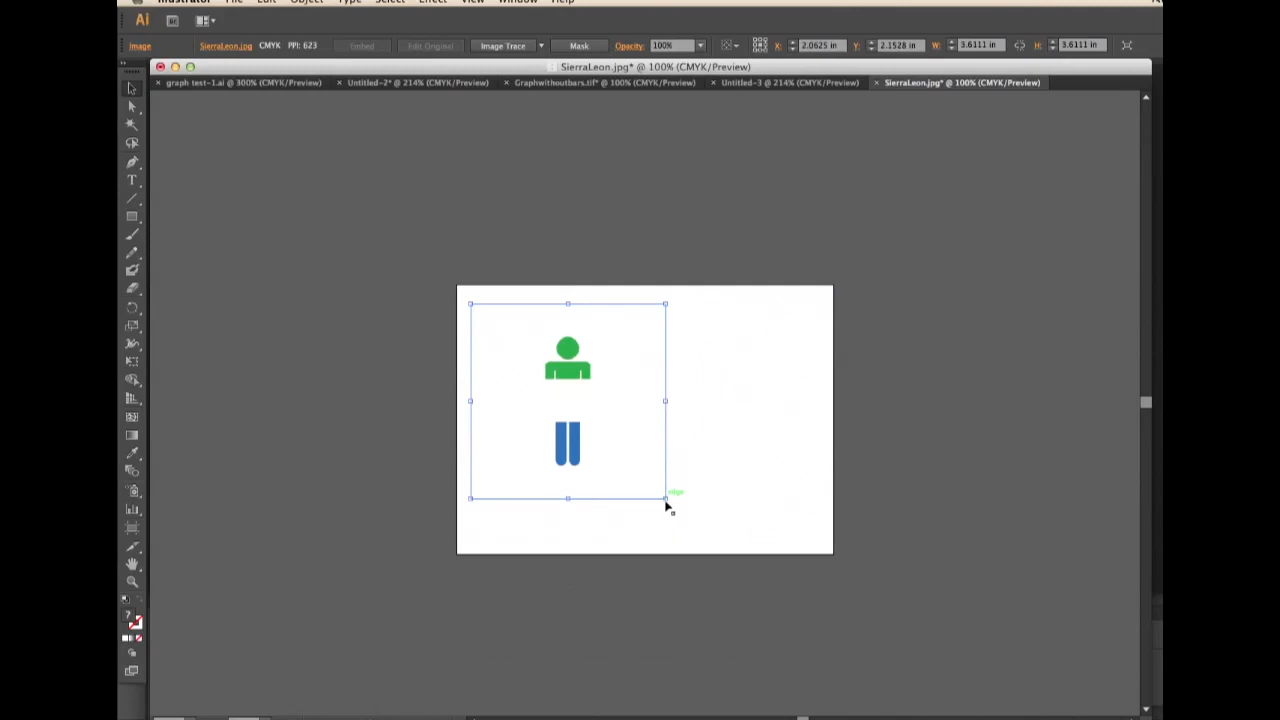 Illustrator File Edit Object Type Select Effect View Window Help
Ai Br
Image SierraLeon.jpg CMYK PPI: 623 Embed Edit Original Image Trace Mask Opacity: 100% X: 2.0625 in Y: 2.1528 in W: 3.6111 in H: 3.6111 in
SierraLeon.jpg* @ 100% (CMYK/Preview)
× graph test-1.ai @ 300% (CMYK/Preview) × Untitled-2* @ 214% (CMYK/Preview) × Graphwithoutbars.tif* @ 100% (CMYK/Preview) × Untitled-3 @ 214% (CMYK/Preview) × SierraLeon.jpg* @ 100% (CMYK/Preview)
T
edge
?